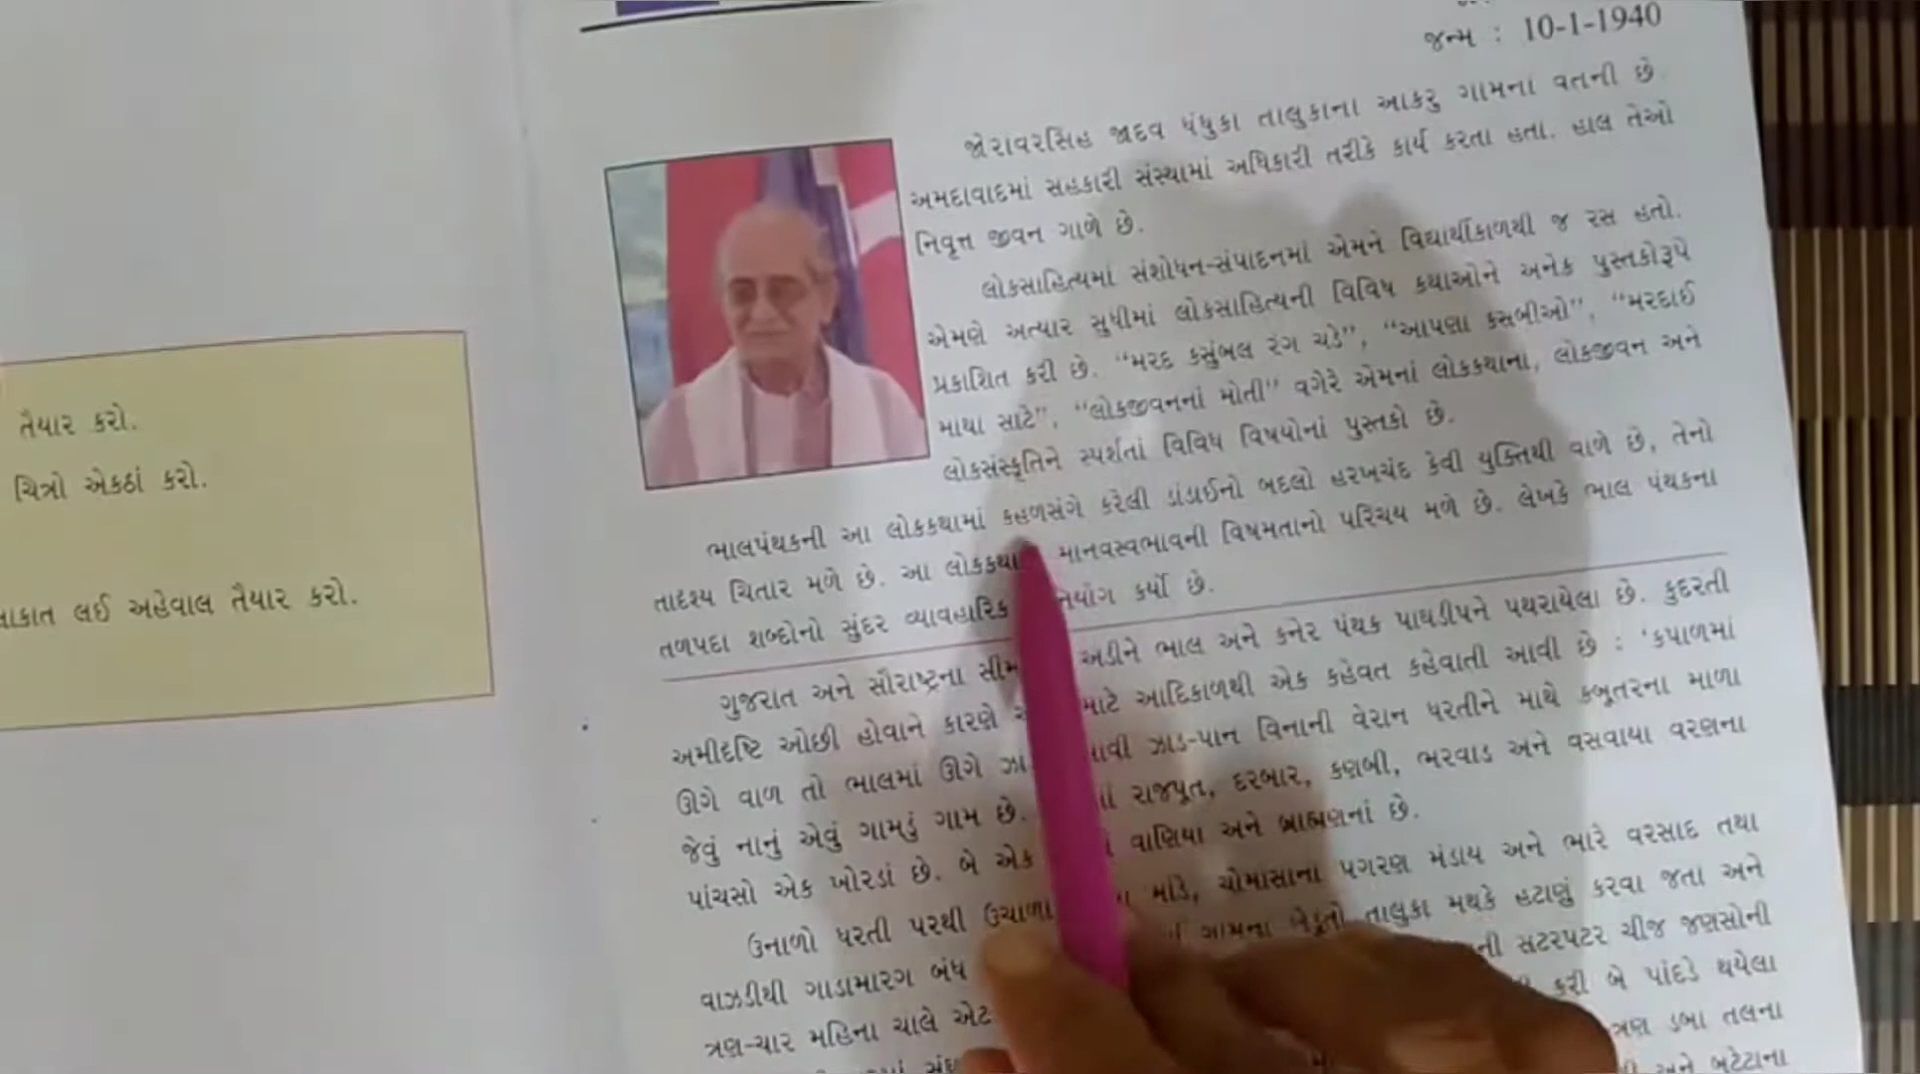 તૈયાર કરો.
ચિત્રો એકઠાં કરો.
લઈ અહેવાલ તૈયાર કરો.
જન્મ : 10-1-1940
જોરાવરસિંહ જાદવ ધંધુકા તાલુકાના આકરુ ગામના વતની છે.
અમદાવાદમાં સહકારી સંસ્થામાં અધિકારી તરીકે કાર્ય કરતા હતા. હાલ તેઓ
નિવૃત્ત જીવન ગાળે છે.
લોકસાહિત્યમાં સંશોધન-સંપાદનમાં એમને વિદ્યાર્થીકાળથી જ રસ હતો.
એમણે અત્યાર સુધીમાં લોકસાહિત્યની વિવિધ કથાઓને અનેક પુસ્તકોરૂપે
પ્રકાશિત કરી છે. “મરદ કસુંબલ રંગ ચડે”, “આપણા કસબીઓ”, “મરદાઈ
માથા સાટે”, “લોકજીવનનાં મોતી” વગેરે એમનાં લોકકથાના, લોકજીવન અને
લોકસંસ્કૃતિને સ્પર્શતાં વિવિધ વિષયોનાં પુસ્તકો છે.
ભાલપંથકની આ લોકકથામાં કહળસંગે કરેલી ડાંડાઈનો બદલો હરખચંદ કેવી યુક્તિથી વાળે છે, તેનો
તાદૃશ્ય ચિતાર મળે છે. આ લોકકથા માનવસ્વભાવની વિષમતાનો પરિચય મળે છે. લેખકે ભાલ પંથકના
તળપદા શબ્દોનો સુંદર વ્યાવહારિક કર્યો છે.
ગુજરાત અને સૌરાષ્ટ્રના અડીને ભાલ અને કનેર પંથક પાથડીપને પથરાયેલા છે. કુદરતી
અમીદૃષ્ટિ ઓછી હોવાને કારણે માટે આદિકાળથી એક કહેવત કહેવાતી આવી છે : ‘કપાળમાં
ઊગે વાળ તો ભાલમાં ઊગે ઝાડ-પાન વિનાની વેરાન ધરતીને માથે કબૂતરના માળા
જેવું નાનું એવું ગામડું ગામ છે. રાજપૂત, દરબાર, કણબી, ભરવાડ અને વસવાયા વરણના
પાંચસો એક ખોરડાં છે. બે એક વાણિયા અને બ્રાહ્મણનાં છે.
ઉનાળો ધરતી પરથી ઉચાળા માંડે, ચોમાસાના પગરણ મંડાય અને ભારે વરસાદ તથા
વાઝડીથી ગાડામારગ બંધ ગામના ખેડૂતો તાલુકા મથકે હટાણું કરવા જતા અને
ત્રણ-ચાર મહિના ચાલે સટરપટર ચીજ જણસોની
કરી બે પાંદડે થયેલા
ત્રણ ડબા તલના
અને બટેટાના